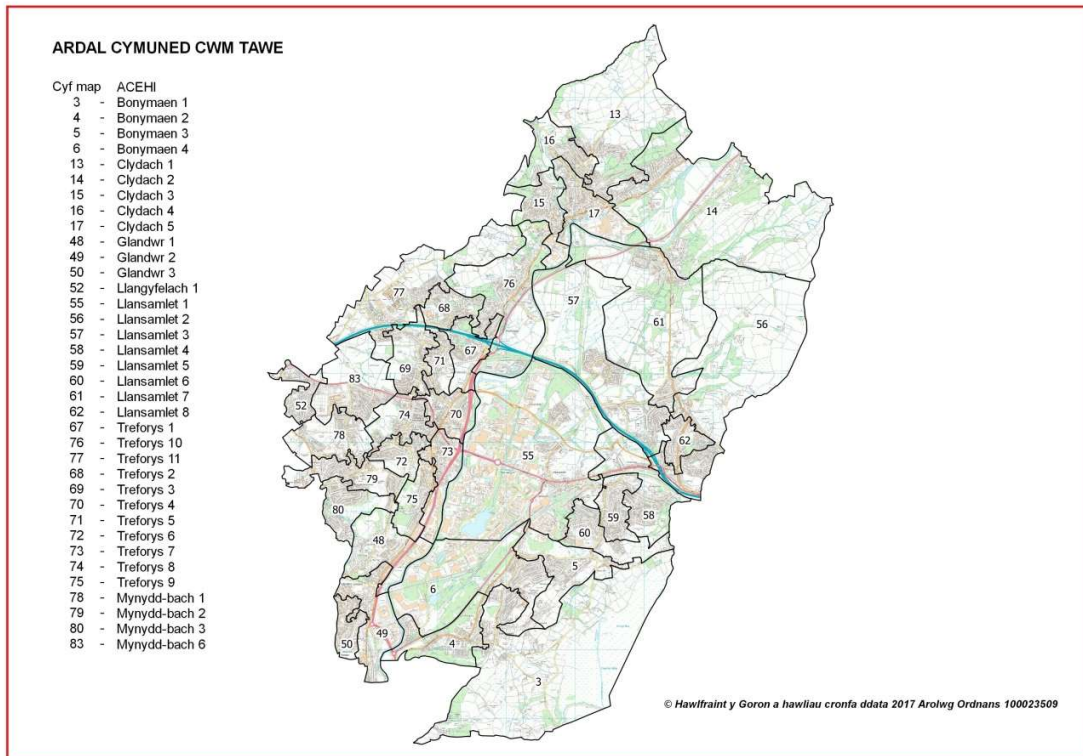 ARDAL CYMUNED CWM TAWE
Cyf map ACEHI
3 - Bonymaen 1
4 - Bonymaen 2
5 - Bonymaen 3
6 - Bonymaen 4
13 - Clydach 1
14 - Clydach 2
15 - Clydach 3
16 - Clydach 4
17 - Clydach 5
48 - Glandwr 1
49 - Glandwr 2
50 - Glandwr 3
52 - Llangyfelach 1
55 - Llansamlet 1
56 - Llansamlet 2
57 - Llansamlet 3
58 - Llansamlet 4
59 - Llansamlet 5
60 - Llansamlet 6
61 - Llansamlet 7
62 - Llansamlet 8
67 - Treforys 1
76 - Treforys 10
77 - Treforys 11
68 - Treforys 2
69 - Treforys 3
70 - Treforys 4
71 - Treforys 5
72 - Treforys 6
73 - Treforys 7
74 - Treforys 8
75 - Treforys 9
78 - Mynydd-bach 1
79 - Mynydd-bach 2
80 - Mynydd-bach 3
83 - Mynydd-bach 6
13
16
15
17
14
76
77
68
57
61
56
67
71
69
83
52
74
70
78
73
72
55
62
79
75
80
59
58
60
48
5
6
49
50
4
3
© Hawlfraint y Goron a hawliau cronfa ddata 2017 Arolwg Ordnans 100023509